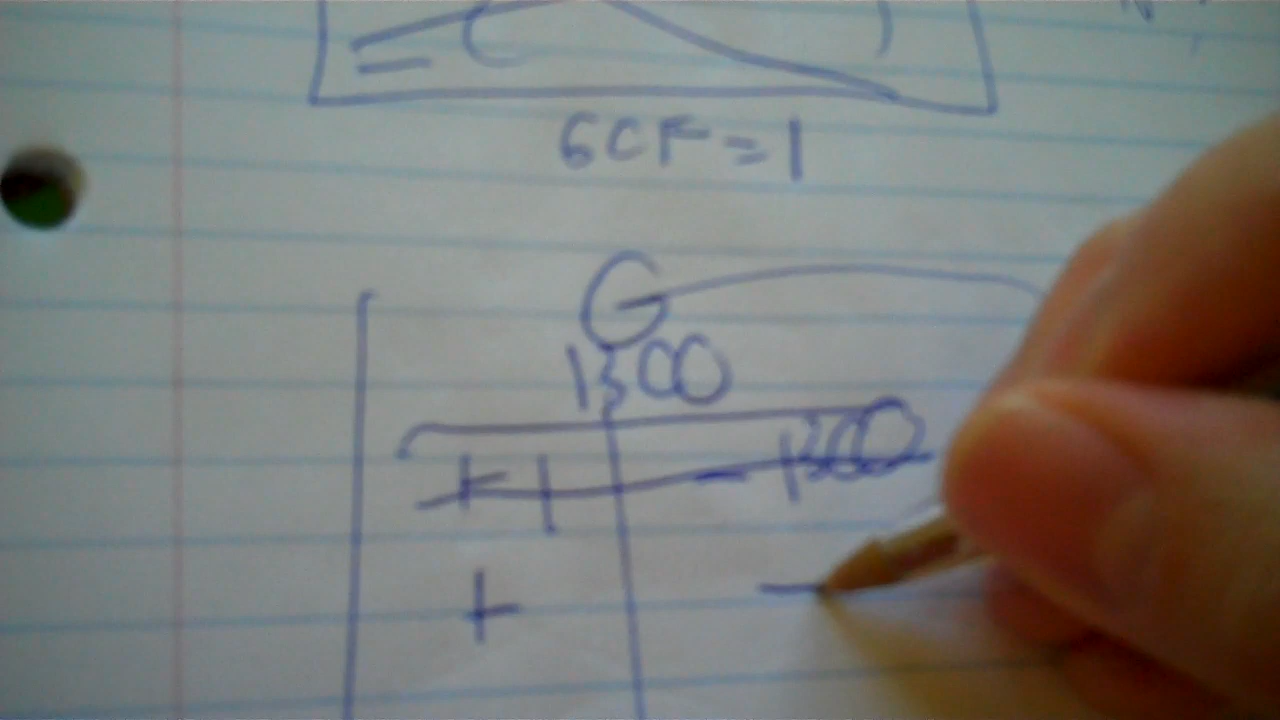 GCF = 1
G
1300
+1 - 1300
+ -